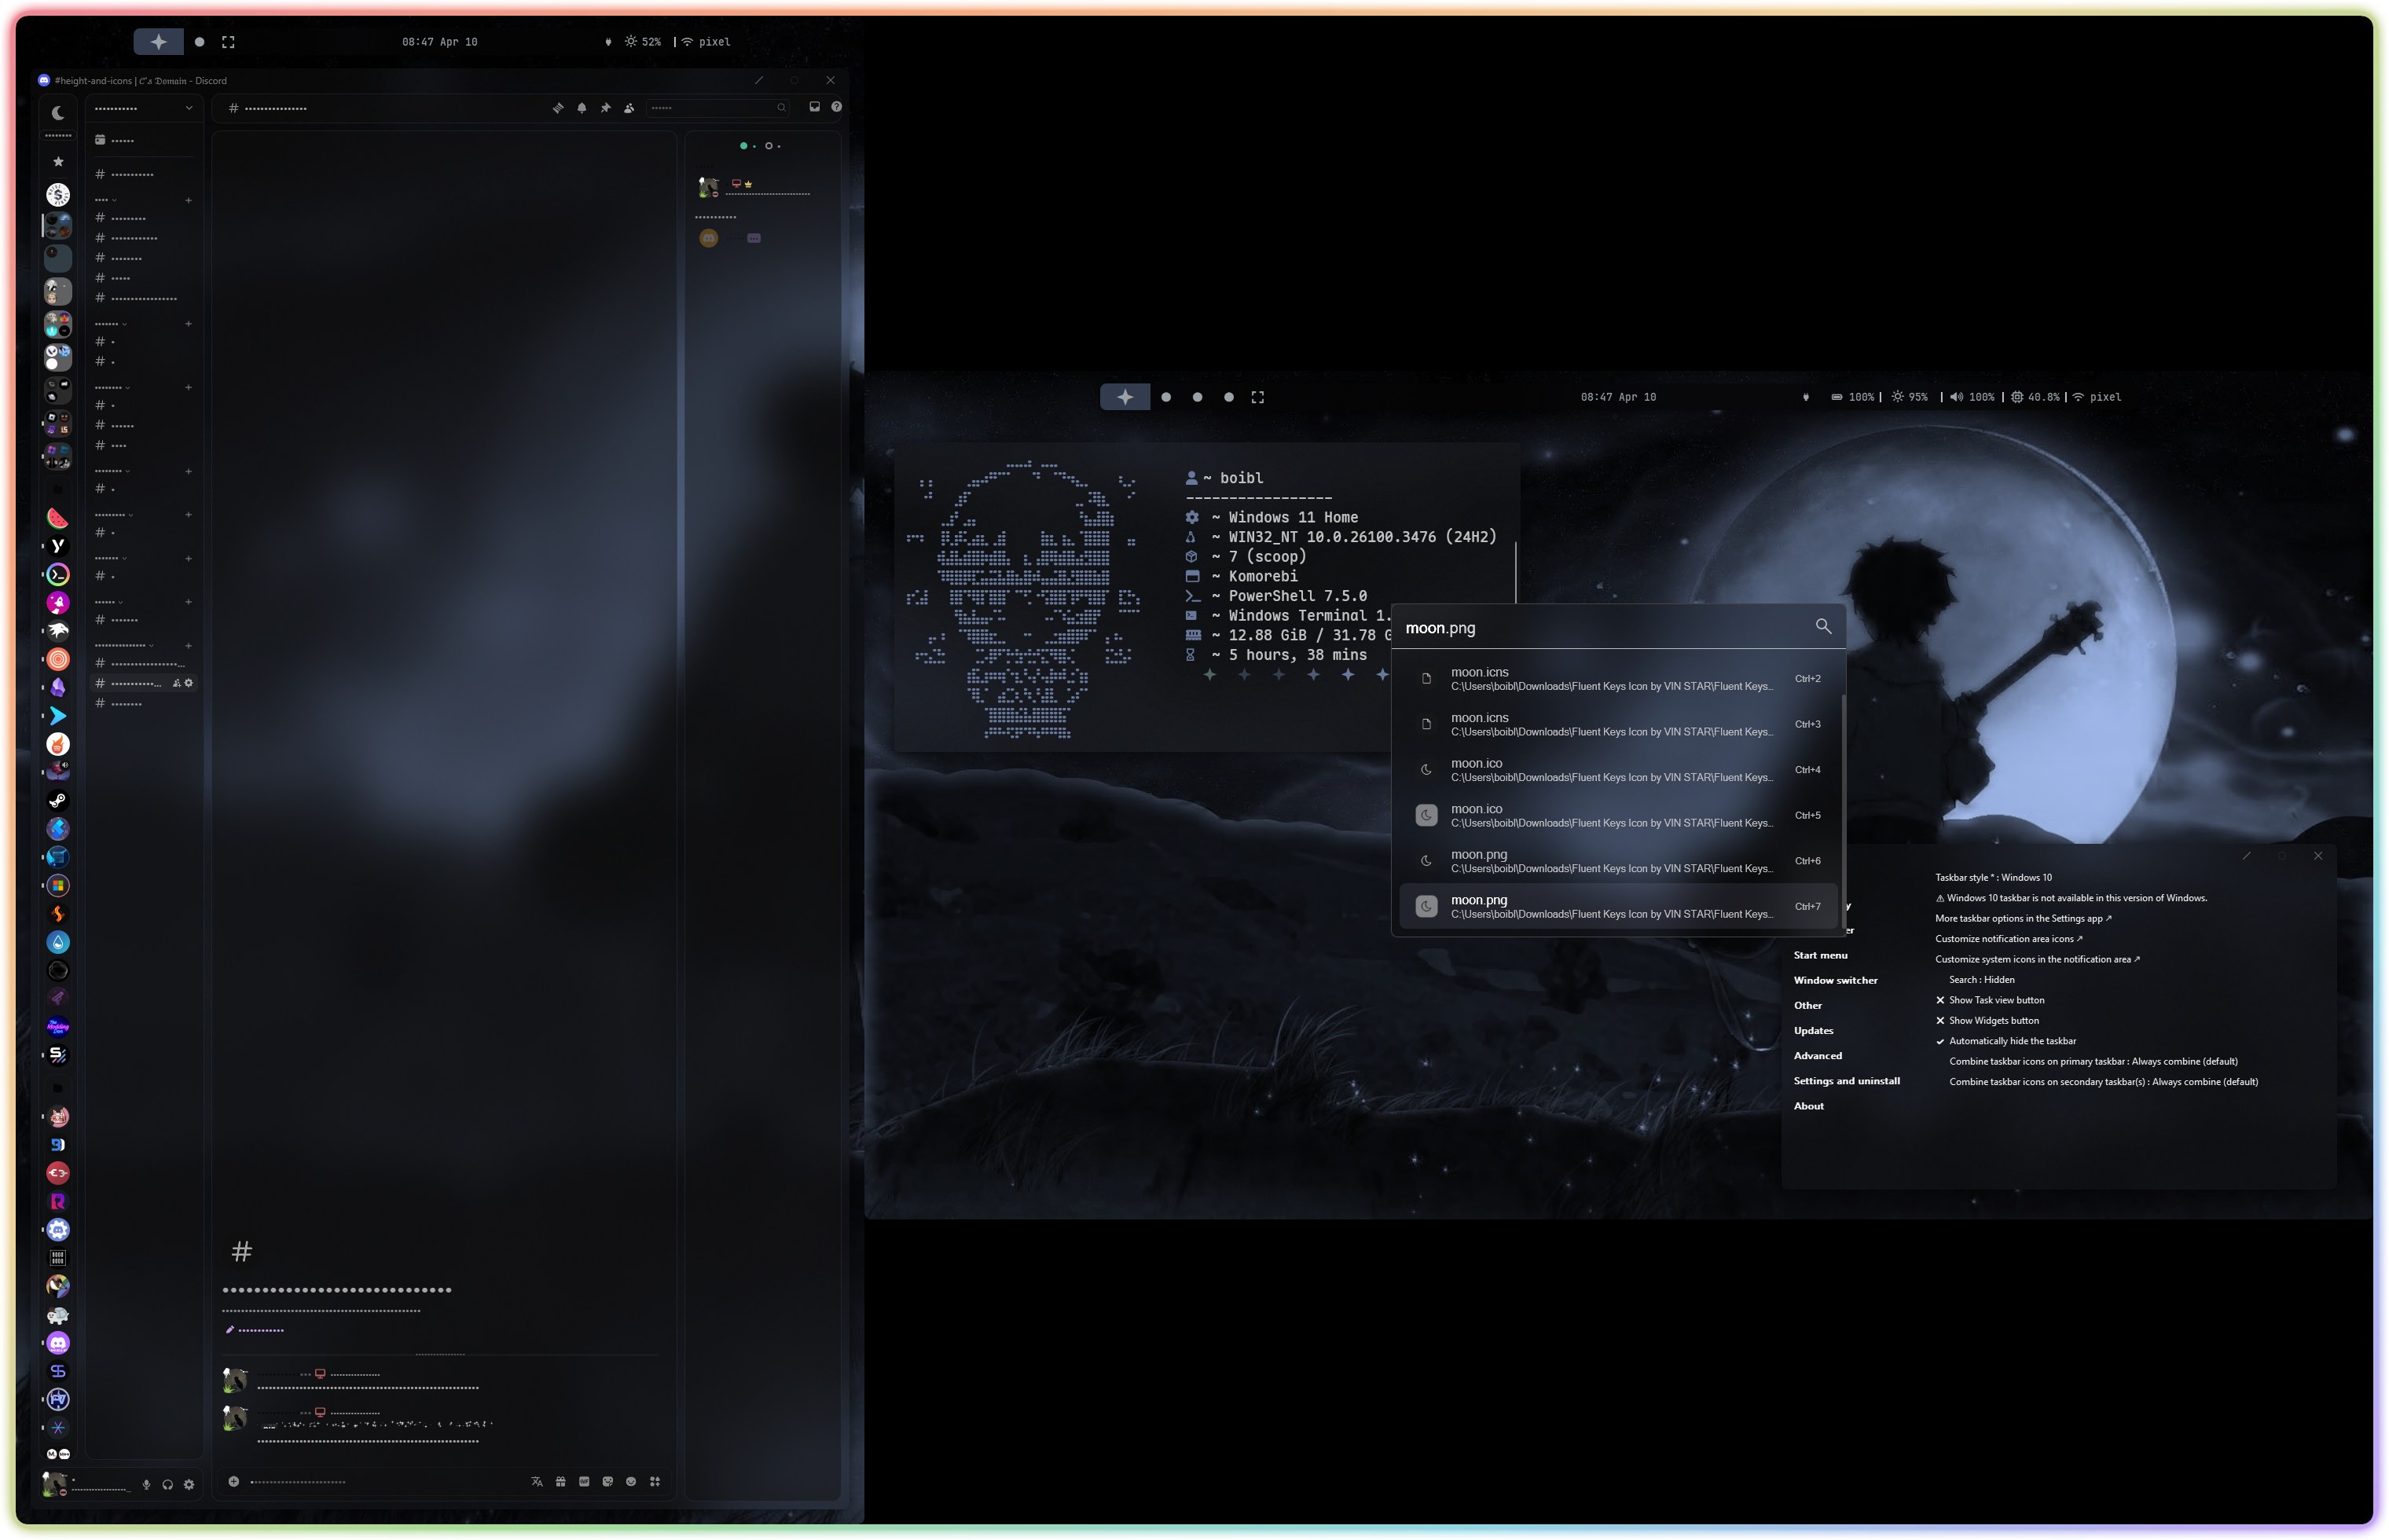 08:47 Apr 10
52%
pixel
#height-and-icons | 𝓒's 𝔇𝔬𝔪𝔞𝔦𝔫 - Discord
08:47 Apr 10
100%
95%
100%
40.8%
pixel
~ boibl
-----------------
~ Windows 11 Home
~ WIN32_NT 10.0.26100.3476 (24H2)
~ 7 (scoop)
~ Komorebi
~ PowerShell 7.5.0
~ Windows Terminal 1.
~ 12.88 GiB / 31.78 G
~ 5 hours, 38 mins
moon.png
moon.icns
C:\Users\boibl\Downloads\Fluent Keys Icon by VIN STAR\Fluent Keys...
Ctrl+2
moon.icns
C:\Users\boibl\Downloads\Fluent Keys Icon by VIN STAR\Fluent Keys...
Ctrl+3
moon.ico
C:\Users\boibl\Downloads\Fluent Keys Icon by VIN STAR\Fluent Keys...
Ctrl+4
moon.ico
C:\Users\boibl\Downloads\Fluent Keys Icon by VIN STAR\Fluent Keys...
Ctrl+5
moon.png
C:\Users\boibl\Downloads\Fluent Keys Icon by VIN STAR\Fluent Keys...
Ctrl+6
moon.png
C:\Users\boibl\Downloads\Fluent Keys Icon by VIN STAR\Fluent Keys...
Ctrl+7
Start menu
Window switcher
Other
Updates
Advanced
Settings and uninstall
About
Taskbar style * : Windows 10
⚠ Windows 10 taskbar is not available in this version of Windows.
More taskbar options in the Settings app ↗
Customize notification area icons ↗
Customize system icons in the notification area ↗
Search : Hidden
Show Task view button
Show Widgets button
Automatically hide the taskbar
Combine taskbar icons on primary taskbar : Always combine (default)
Combine taskbar icons on secondary taskbar(s) : Always combine (default)